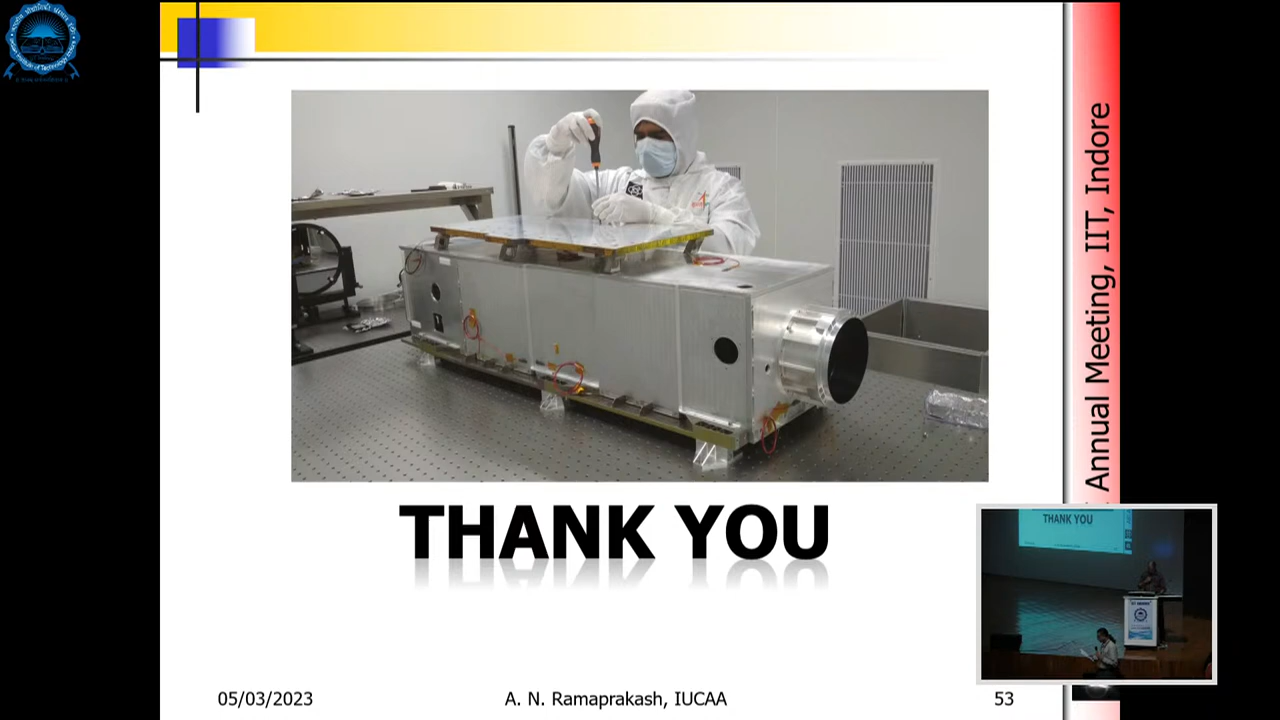 Annual Meeting, IIT, Indore
THANK YOU
THANK YOU
05/03/2023
A. N. Ramaprakash, IUCAA
53